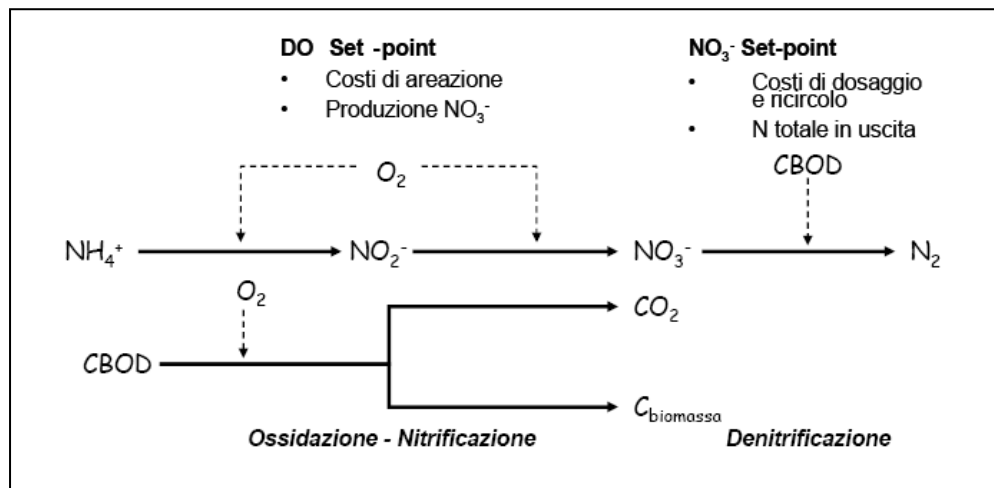 DO Set -point
• Costi di areazione
• Produzione NO₃⁻
NO₃⁻ Set-point
• Costi di dosaggio
e ricircolo
• N totale in uscita
CBOD
O₂
NH₄⁺ NO₂⁻ NO₃⁻ N₂
O₂
CO₂
CBOD
C biomassa
Ossidazione - Nitrificazione
Denitrificazione